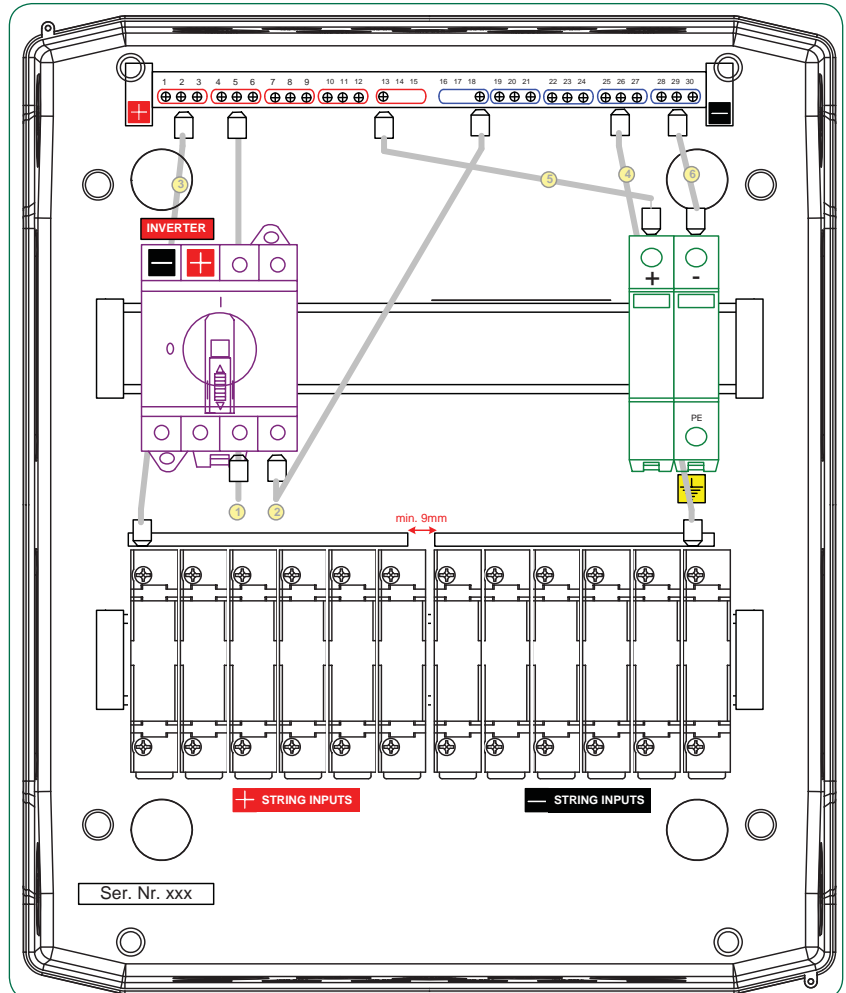 1 2 3 4 5 6 7 8 9 10 11 12 13 14 15 16 17 18 19 20 21 22 23 24 25 26 27 28 29 30
+ −
3 5 4 6
INVERTER
− +
+ -
I
0
PE
1 2
min. 9mm
+ STRING INPUTS − STRING INPUTS
Ser. Nr. xxx